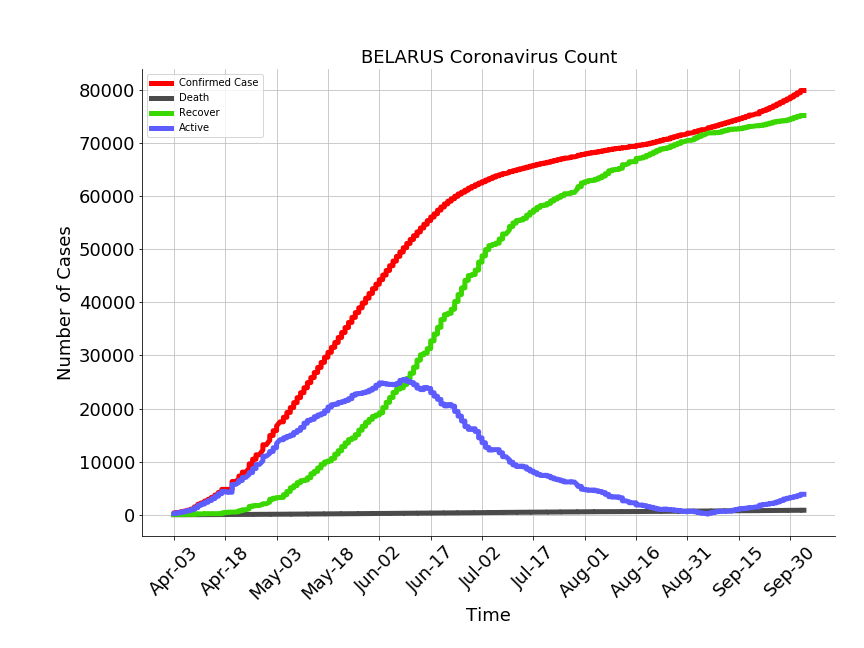 BELARUS Coronavirus Count
Confirmed Case
Death
Recover
Active
80000
70000
60000
50000
40000
30000
20000
10000
0
Number of Cases
Apr-03
Apr-18
May-03
May-18
Jun-02
Jun-17
Jul-02
Jul-17
Aug-01
Aug-16
Aug-31
Sep-15
Sep-30
Time